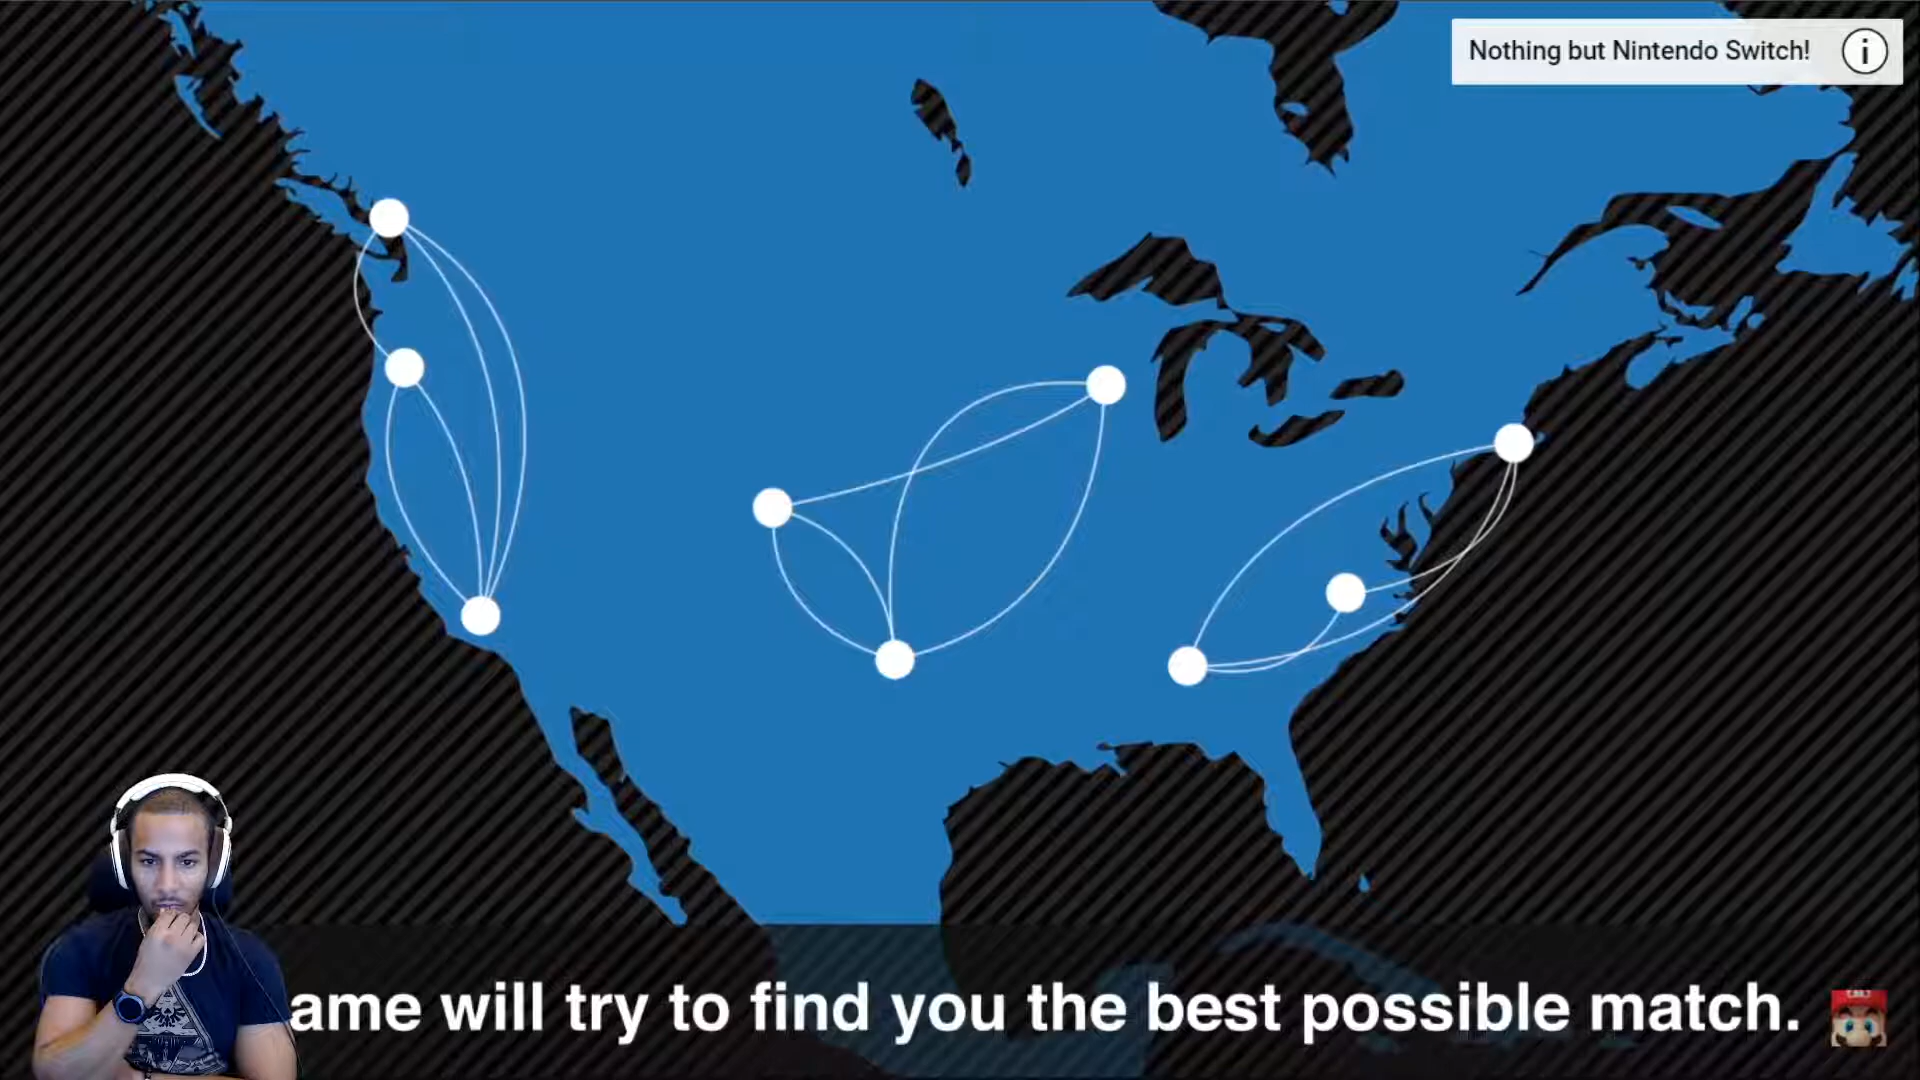 Nothing but Nintendo Switch!
ame will try to find you the best possible match.